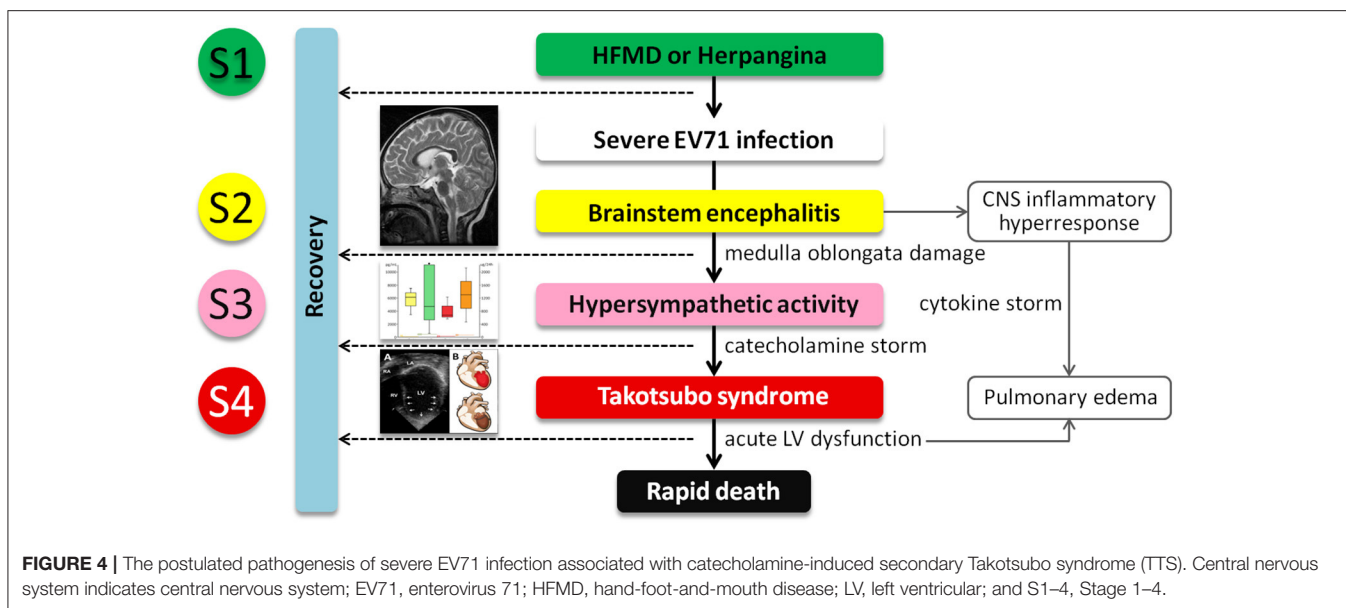 S1
HFMD or Herpangina
Severe EV71 infection
S2
Brainstem encephalitis
CNS inflammatory
hyperresponse
medulla oblongata damage
Recovery
S3
Hypersympathetic activity
cytokine storm
catecholamine storm
A
B
LA
RA
RV
LV
S4
Takotsubo syndrome
Pulmonary edema
acute LV dysfunction
Rapid death
FIGURE 4 | The postulated pathogenesis of severe EV71 infection associated with catecholamine-induced secondary Takotsubo syndrome (TTS). Central nervous
system indicates central nervous system; EV71, enterovirus 71; HFMD, hand-foot-and-mouth disease; LV, left ventricular; and S1–4, Stage 1–4.